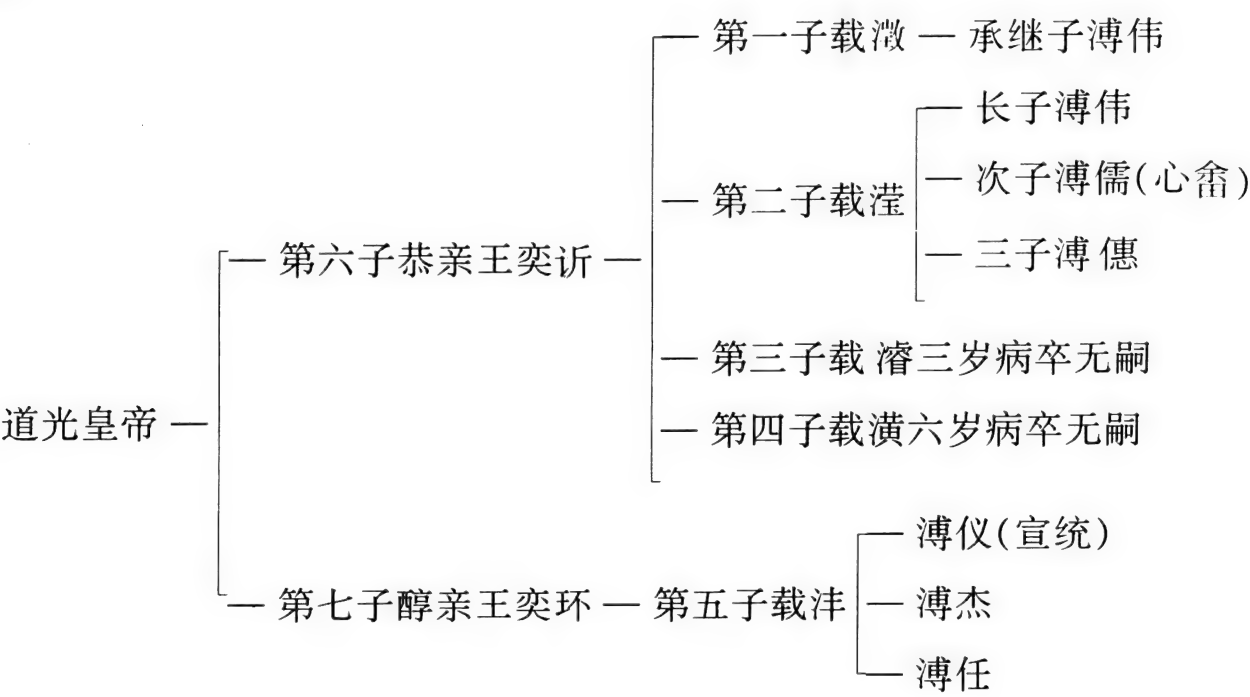 第一子载澂 — 承继子溥伟
长子溥伟
次子溥儒(心畬)
第二子载滢
第六子恭亲王奕䜣 —
三子溥僡
第三子载濬三岁病卒无嗣
道光皇帝 —
第四子载潢六岁病卒无嗣
溥仪(宣统)
第七子醇亲王奕环 — 第五子载沣
溥杰
溥任